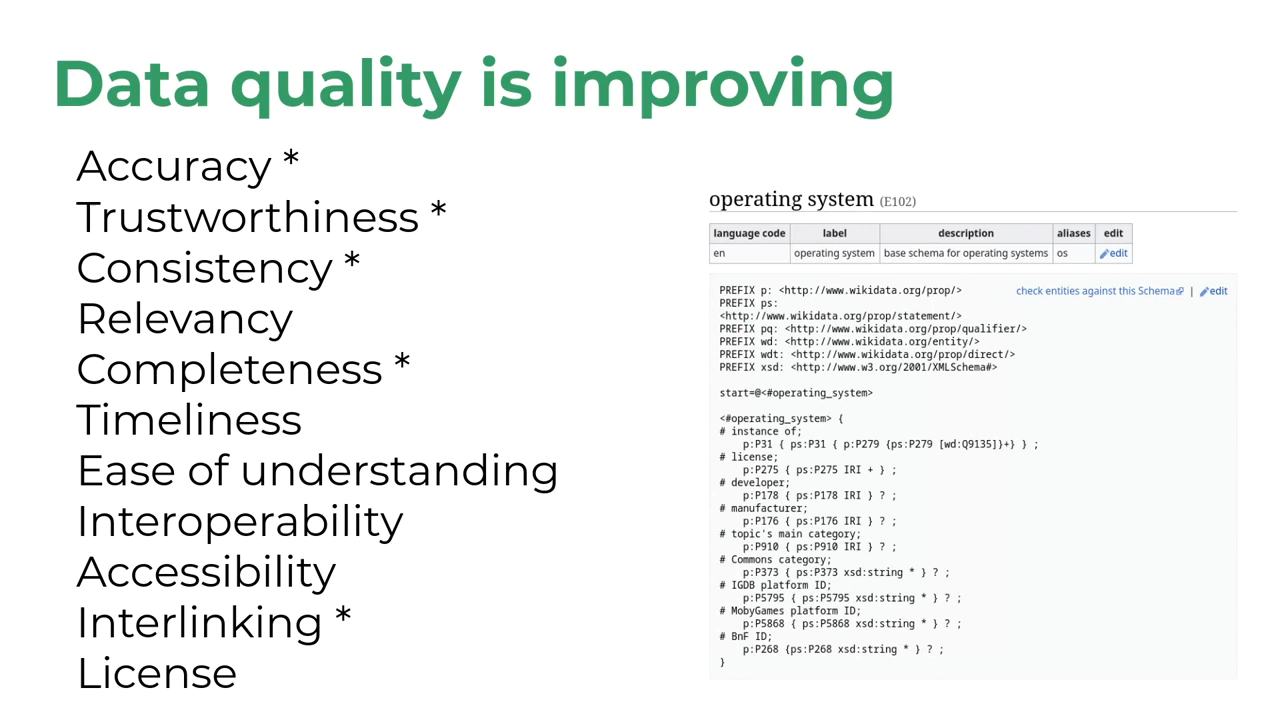 Data quality is improving
Accuracy *
Trustworthiness *
Consistency *
Relevancy
Completeness *
Timeliness
Ease of understanding
Interoperability
Accessibility
Interlinking *
License
operating system (E102)
language code label description aliases edit
en operating system base schema for operating systems os edit
check entities against this Schema | edit
PREFIX p: <http://www.wikidata.org/prop/>
PREFIX ps:
<http://www.wikidata.org/prop/statement/>
PREFIX pq: <http://www.wikidata.org/prop/qualifier/>
PREFIX wd: <http://www.wikidata.org/entity/>
PREFIX wdt: <http://www.wikidata.org/prop/direct/>
PREFIX xsd: <http://www.w3.org/2001/XMLSchema#>
start=@<#operating_system>
<#operating_system> {
# instance of;
p:P31 { ps:P31 { p:P279 {ps:P279 [wd:Q9135]}+} } ;
# license;
p:P275 { ps:P275 IRI + } ;
# developer;
p:P178 { ps:P178 IRI } ? ;
# manufacturer;
p:P176 { ps:P176 IRI } ? ;
# topic's main category;
p:P910 { ps:P910 IRI } ? ;
# Commons category;
p:P373 { ps:P373 xsd:string * } ? ;
# IGDB platform ID;
p:P5795 { ps:P5795 xsd:string * } ? ;
# MobyGames platform ID;
p:P5868 { ps:P5868 xsd:string * } ? ;
# BnF ID;
p:P268 {ps:P268 xsd:string * } ? ;
}